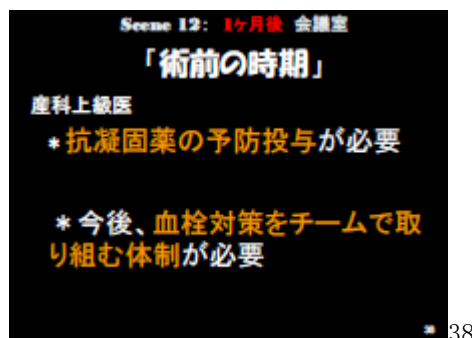 Scene 12: 1ヶ月後 会議室
「術前の時期」
産科上級医
＊抗凝固薬の予防投与が必要
＊今後、血栓対策をチームで取
り組む体制が必要
38
38